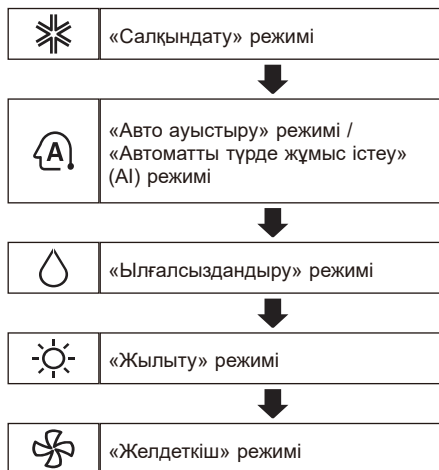 «Салқындату» режимі
A
«Авто ауыстыру» режимі /
«Автоматты түрде жұмыс істеу»
(AI) режимі
«Ылғалсыздандыру» режимі
«Жылыту» режимі
«Желдеткіш» режимі